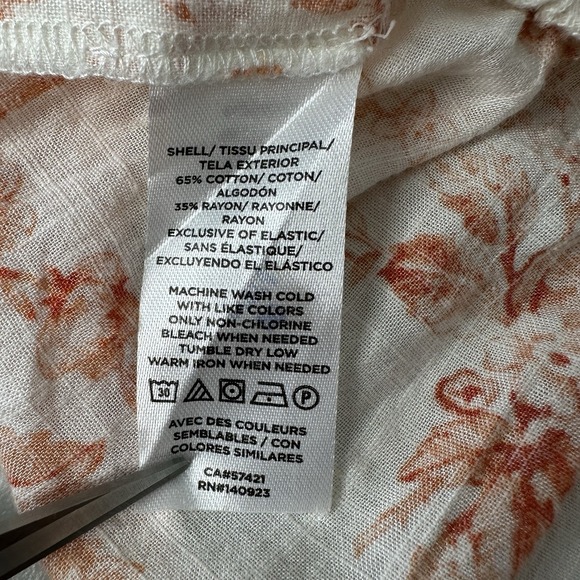 SHELL/ TISSU PRINCIPAL/
TELA EXTERIOR
65% COTTON/ COTON/
ALGODÓN
35% RAYON/ RAYONNE/
RAYON
EXCLUSIVE OF ELASTIC/
SANS ÉLASTIQUE/
EXCLUYENDO EL ELÁSTICO
MACHINE WASH COLD
WITH LIKE COLORS
ONLY NON-CHLORINE
BLEACH WHEN NEEDED
TUMBLE DRY LOW
WARM IRON WHEN NEEDED
30 P
AVEC DES COULEURS
SEMBLABLES / CON
COLORES SIMILARES
CA#57421
RN#140923